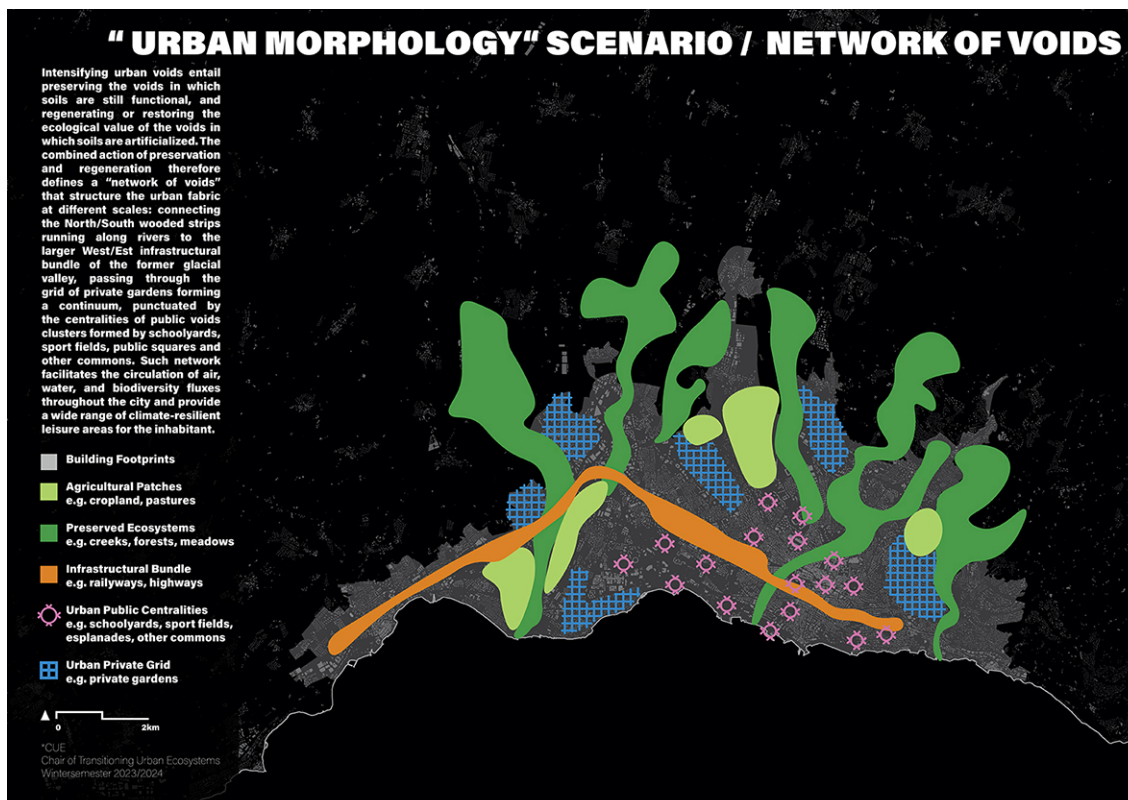 “ URBAN MORPHOLOGY” SCENARIO / NETWORK OF VOIDS
Intensifying urban voids entail
preserving the voids in which
soils are still functional, and
regenerating or restoring the
ecological value of the voids in
which soils are artificialized. The
combined action of preservation
and regeneration therefore
defines a “network of voids”
that structure the urban fabric
at different scales: connecting
the North/South wooded strips
running along rivers to the
larger West/Est infrastructural
bundle of the former glacial
valley, passing through the
grid of private gardens forming
a continuum, punctuated by
the centralities of public voids
clusters formed by schoolyards,
sport fields, public squares and
other commons. Such network
facilitates the circulation of air,
water, and biodiversity fluxes
throughout the city and provide
a wide range of climate-resilient
leisure areas for the inhabitant.
Building Footprints
Agricultural Patches
e.g. cropland, pastures
Preserved Ecosystems
e.g. creeks, forests, meadows
Infrastructural Bundle
e.g. railyways, highways
Urban Public Centralities
e.g. schoolyards, sport fields,
esplanades, other commons
Urban Private Grid
e.g. private gardens
0 2km
*CUE
Chair of Transitioning Urban Ecosystems
Wintersemester 2023/2024